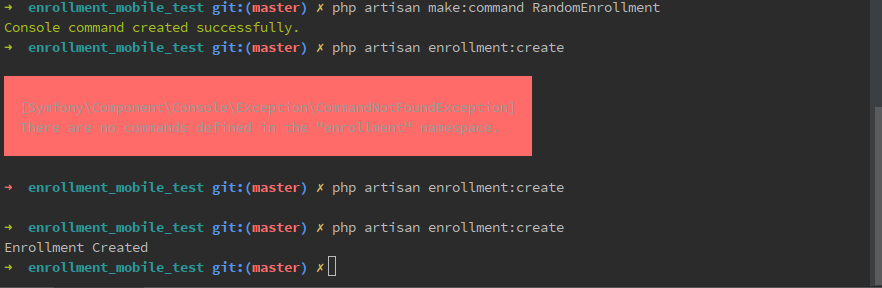 ➜ enrollment_mobile_test git:(master) ✗ php artisan make:command RandomEnrollment
Console command created successfully.
➜ enrollment_mobile_test git:(master) ✗ php artisan enrollment:create
[Symfony\Component\Console\Exception\CommandNotFoundException]
There are no commands defined in the "enrollment" namespace.
➜ enrollment_mobile_test git:(master) ✗ php artisan enrollment:create
➜ enrollment_mobile_test git:(master) ✗ php artisan enrollment:create
Enrollment Created
➜ enrollment_mobile_test git:(master) ✗